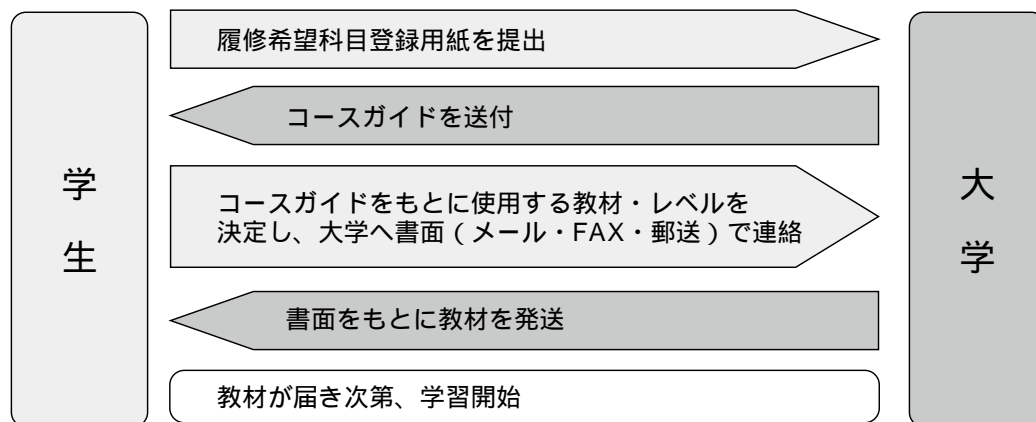 履修希望科目登録用紙を提出
コースガイドを送付
学生
コースガイドをもとに使用する教材・レベルを
決定し、大学へ書面（メール・FAX・郵送）で連絡
大学
書面をもとに教材を発送
教材が届き次第、学習開始